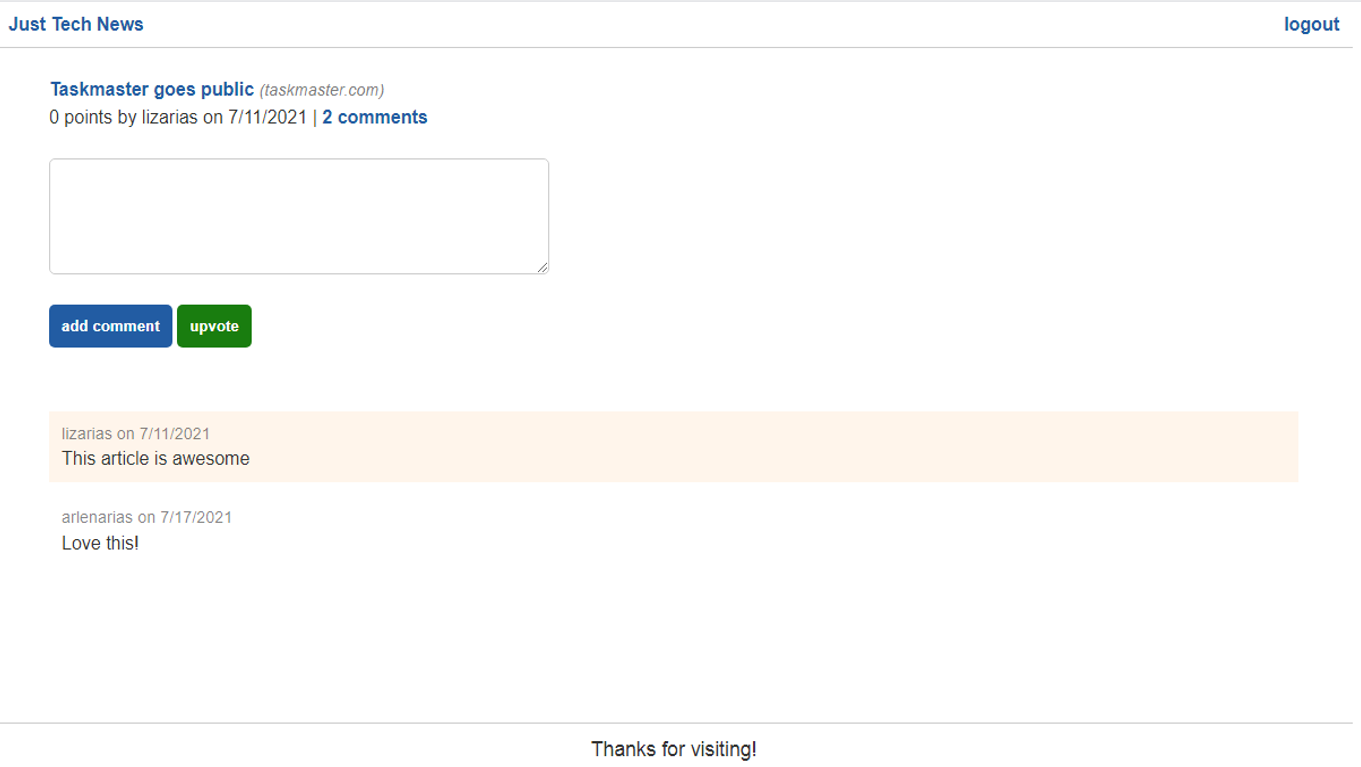 Just Tech News logout
Taskmaster goes public (taskmaster.com)
0 points by lizarias on 7/11/2021 | 2 comments
add comment upvote
lizarias on 7/11/2021
This article is awesome
arlenarias on 7/17/2021
Love this!
Thanks for visiting!